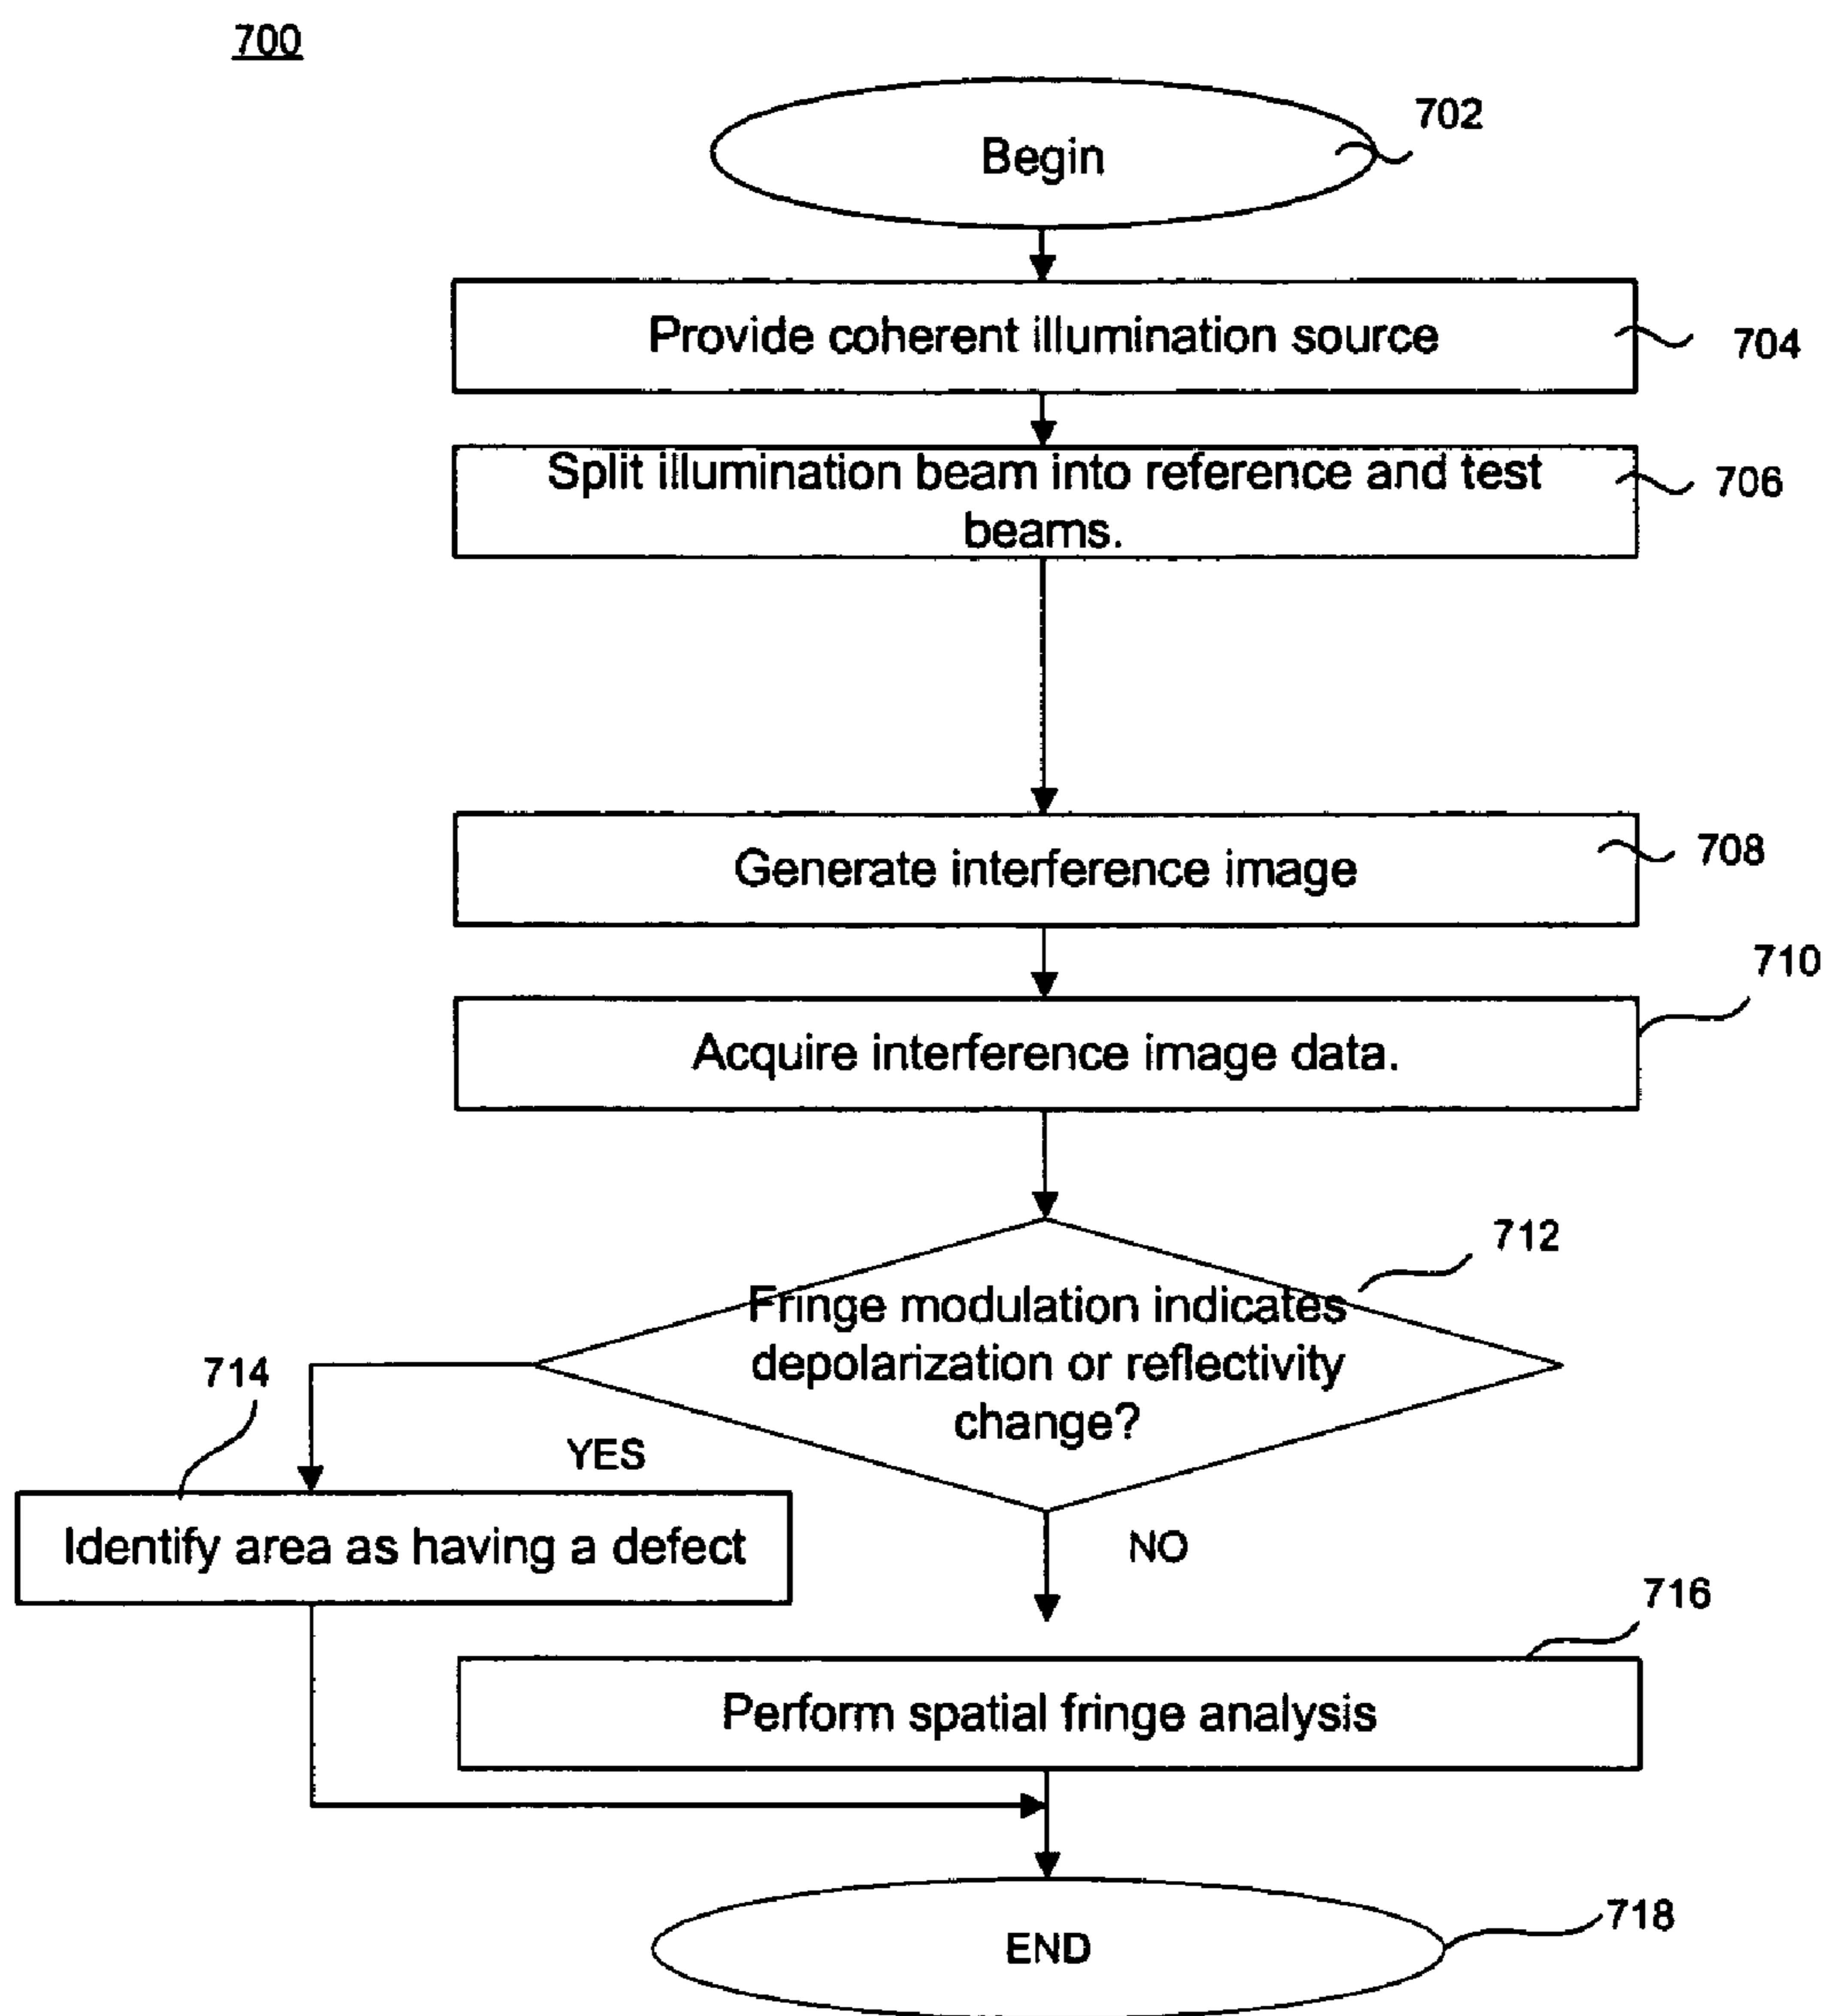 700
Begin
702
Provide coherent illumination source
704
Split illumination beam into reference and test
beams.
706
Generate interference image
708
710
Acquire interference image data.
712
Fringe modulation indicates
depolarization or reflectivity
change?
714
YES
Identify area as having a defect
NO
716
Perform spatial fringe analysis
END
718